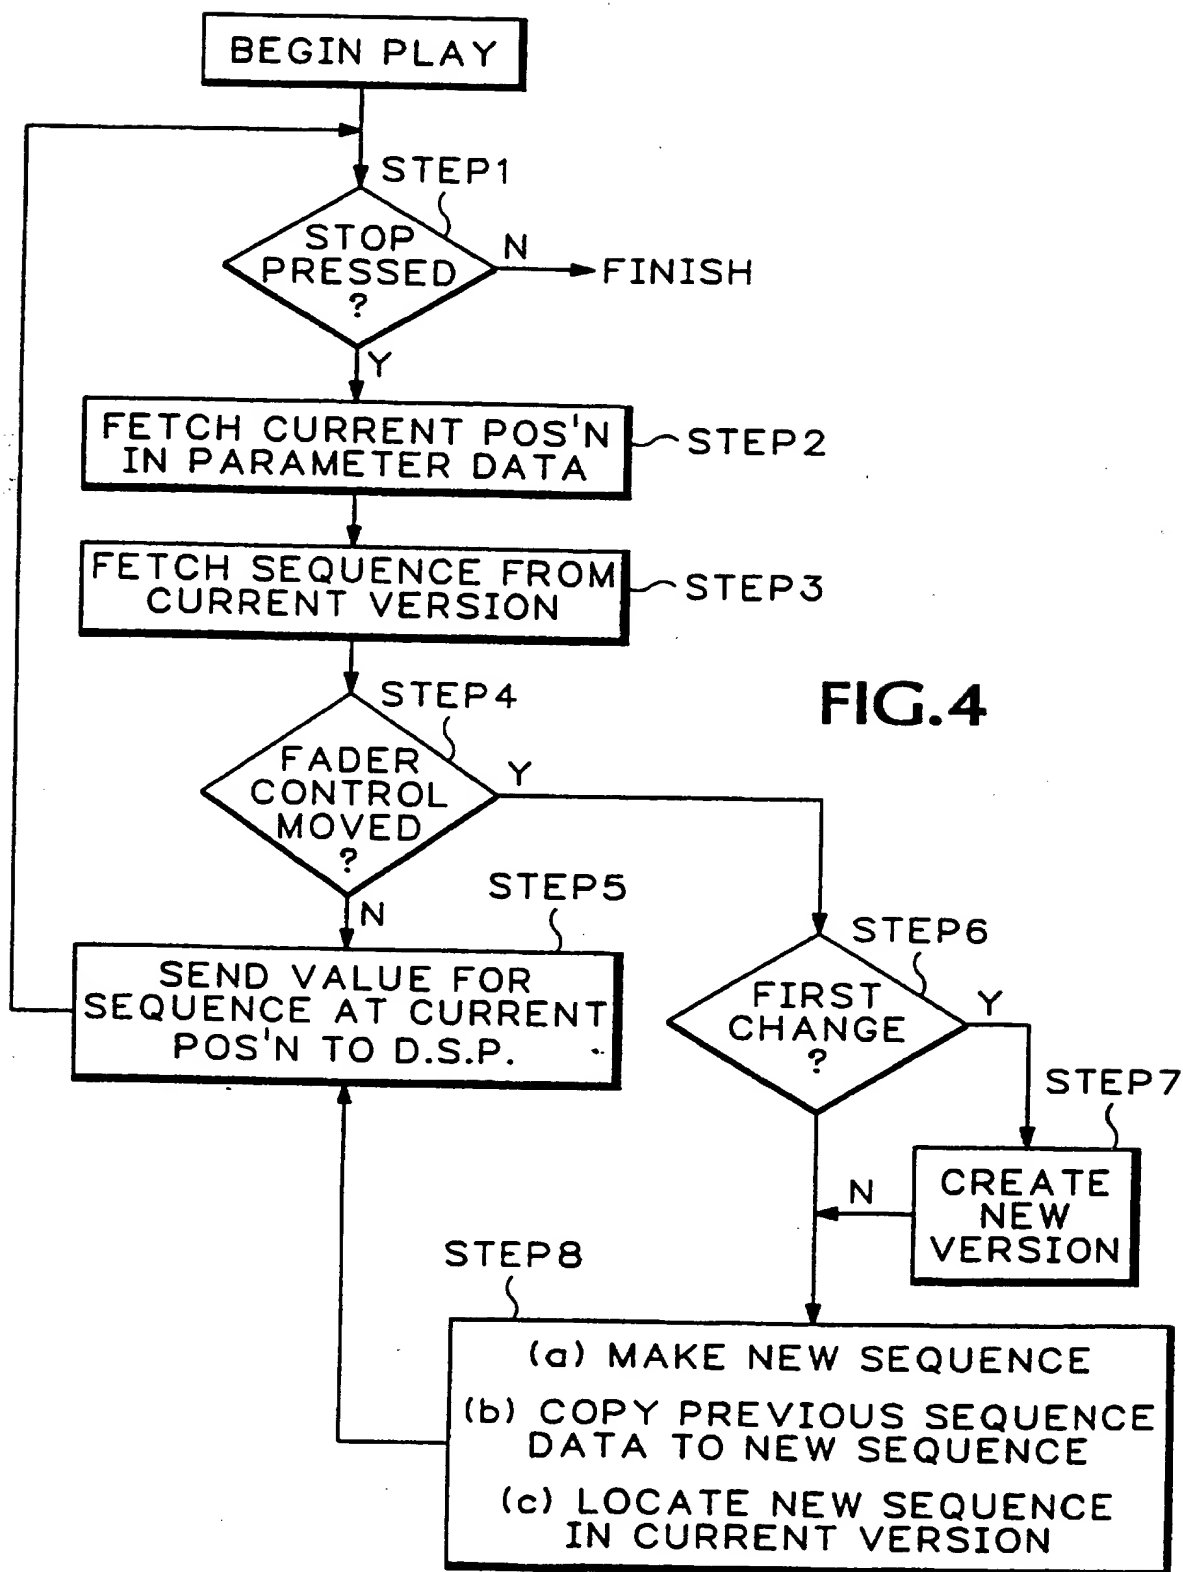 BEGIN PLAY
STEP1
STOP
PRESSED
?
N
FINISH
Y
FETCH CURRENT POS'N
IN PARAMETER DATA
STEP2
FETCH SEQUENCE FROM
CURRENT VERSION
STEP3
FIG.4
STEP4
FADER
CONTROL
MOVED
?
Y
N
STEP5
SEND VALUE FOR
SEQUENCE AT CURRENT
POS'N TO D.S.P.
STEP6
FIRST
CHANGE
?
Y
STEP7
CREATE
NEW
VERSION
N
STEP8
(a) MAKE NEW SEQUENCE
(b) COPY PREVIOUS SEQUENCE
DATA TO NEW SEQUENCE
(c) LOCATE NEW SEQUENCE
IN CURRENT VERSION